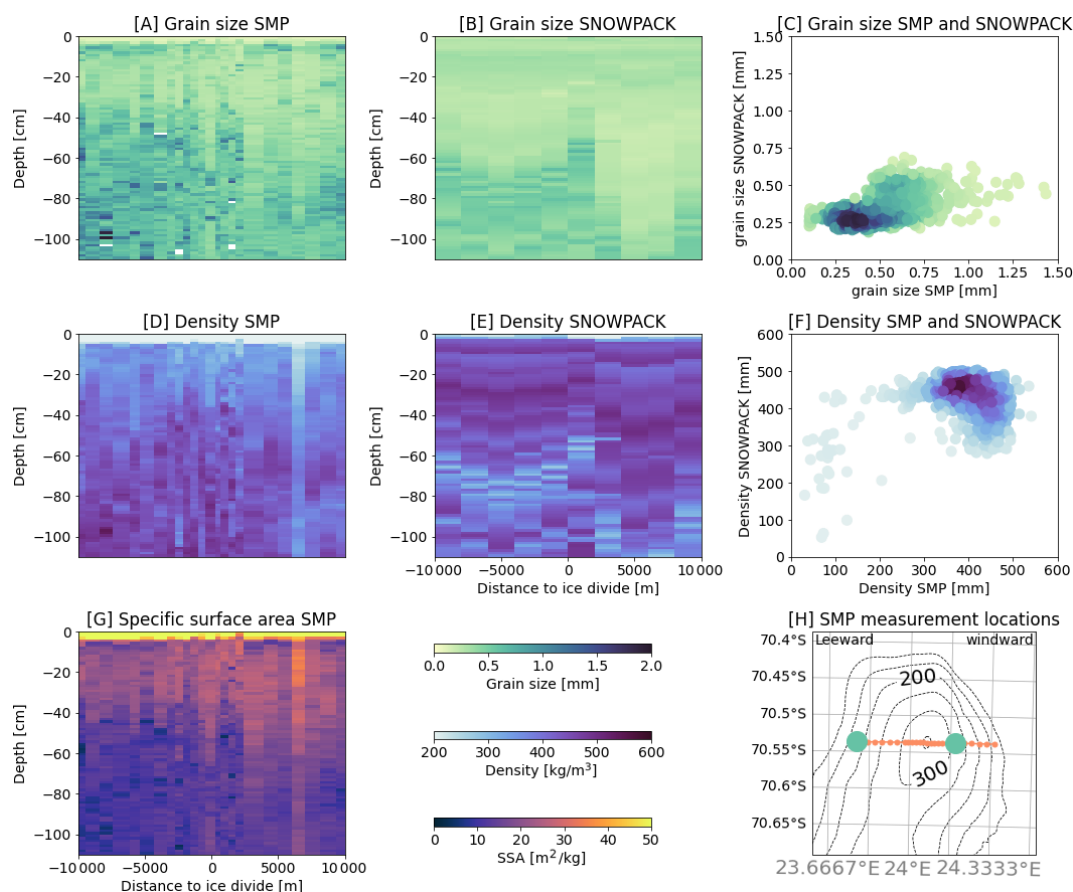 [A] Grain size SMP
[B] Grain size SNOWPACK
[C] Grain size SMP and SNOWPACK
0
−20
−40
−60
−80
−100
Depth [cm]
0
−20
−40
−60
−80
−100
Depth [cm]
1.50
1.25
1.00
0.75
0.50
0.25
0.00
grain size SNOWPACK [mm]
0.00 0.25 0.50 0.75 1.00 1.25 1.50
grain size SMP [mm]
[D] Density SMP
[E] Density SNOWPACK
[F] Density SMP and SNOWPACK
0
−20
−40
−60
−80
−100
Depth [cm]
0
−20
−40
−60
−80
−100
Depth [cm]
−10000 −5000 0 5000 10000
Distance to ice divide [m]
600
500
400
300
200
100
0
Density SNOWPACK [mm]
0 100 200 300 400 500 600
Density SMP [mm]
[G] Specific surface area SMP
0
−20
−40
−60
−80
−100
Depth [cm]
−10000 −5000 0 5000 10000
Distance to ice divide [m]
0.0 0.5 1.0 1.5 2.0
Grain size [mm]
200 300 400 500 600
Density [kg/m³]
0 10 20 30 40 50
SSA [m²/kg]
[H] SMP measurement locations
Leeward windward
70.4°S
70.45°S
70.5°S
70.55°S
70.6°S
70.65°S
200
300
23.6667°E 24°E 24.3333°E